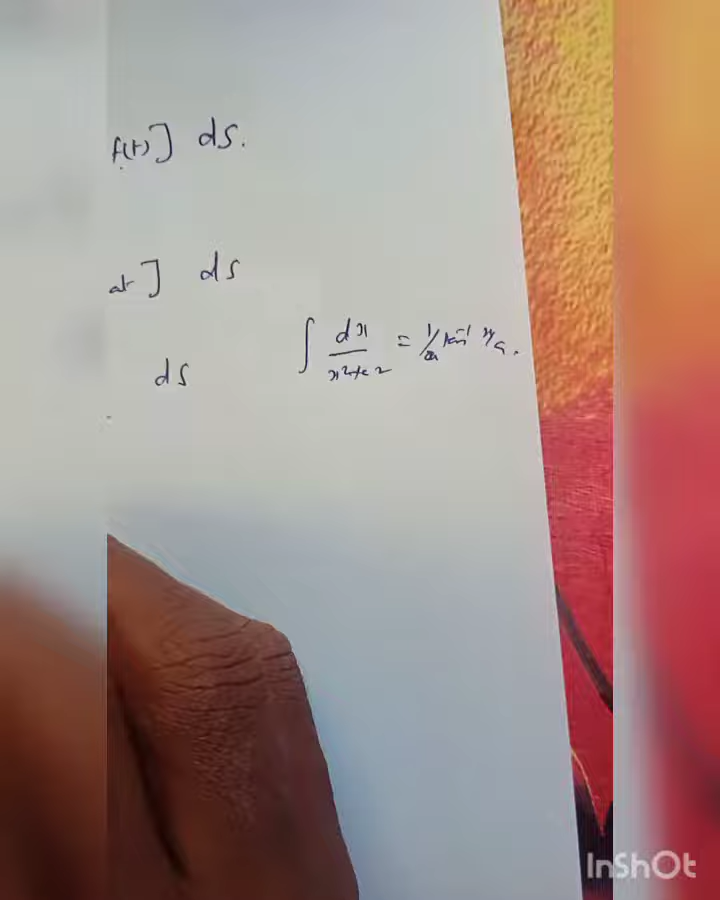 f(t)] ds.
at] ds
ds ∫ dx/x²+a² = 1/a tan⁻¹ x/a.
InShOt